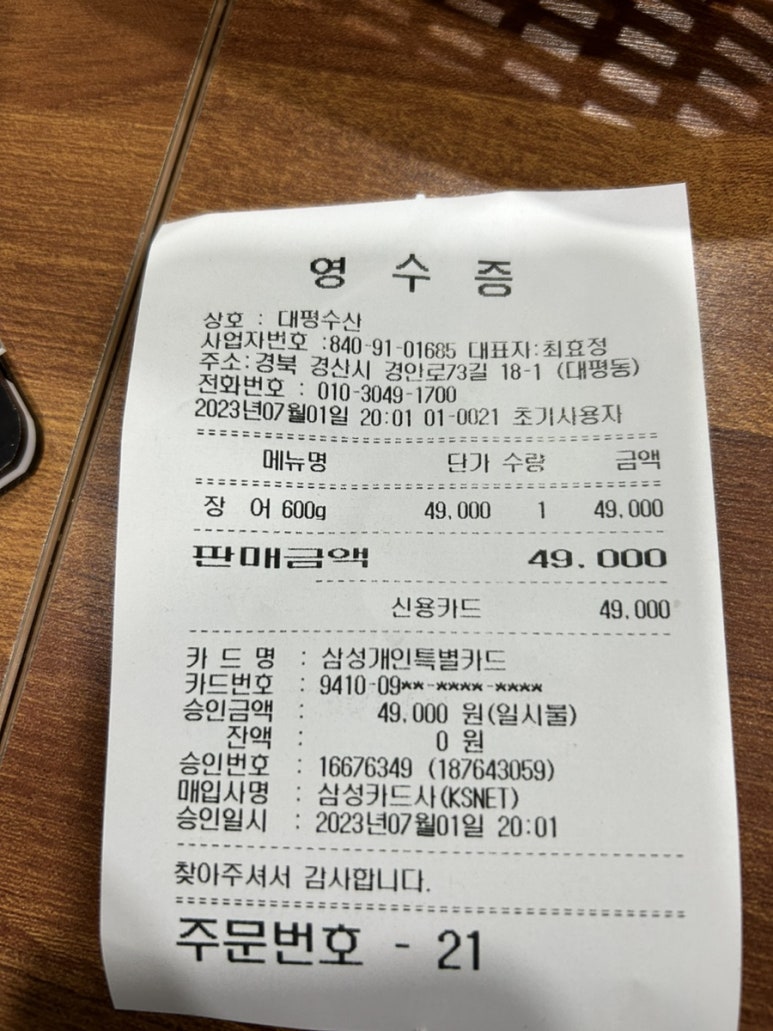 영 수 증
상호 : 대평수산
사업자번호 :840-91-01685 대표자:최효정
주소:경북 경산시 경안로73길 18-1 (대평동)
전화번호 : 010-3049-1700
2023년07월01일 20:01 01-0021 초기사용자
메뉴명 단가 수량 금액
장 어 600g 49,000 1 49,000
판매금액 49,000
신용카드 49,000
카 드 명 : 삼성개인특별카드
카드번호 : 9410-09**-****-****
승인금액 : 49,000 원(일시불)
잔액 : 0 원
승인번호 : 16676349 (187643059)
매입사명 : 삼성카드사(KSNET)
승인일시 : 2023년07월01일 20:01
찾아주셔서 감사합니다.
주문번호 - 21